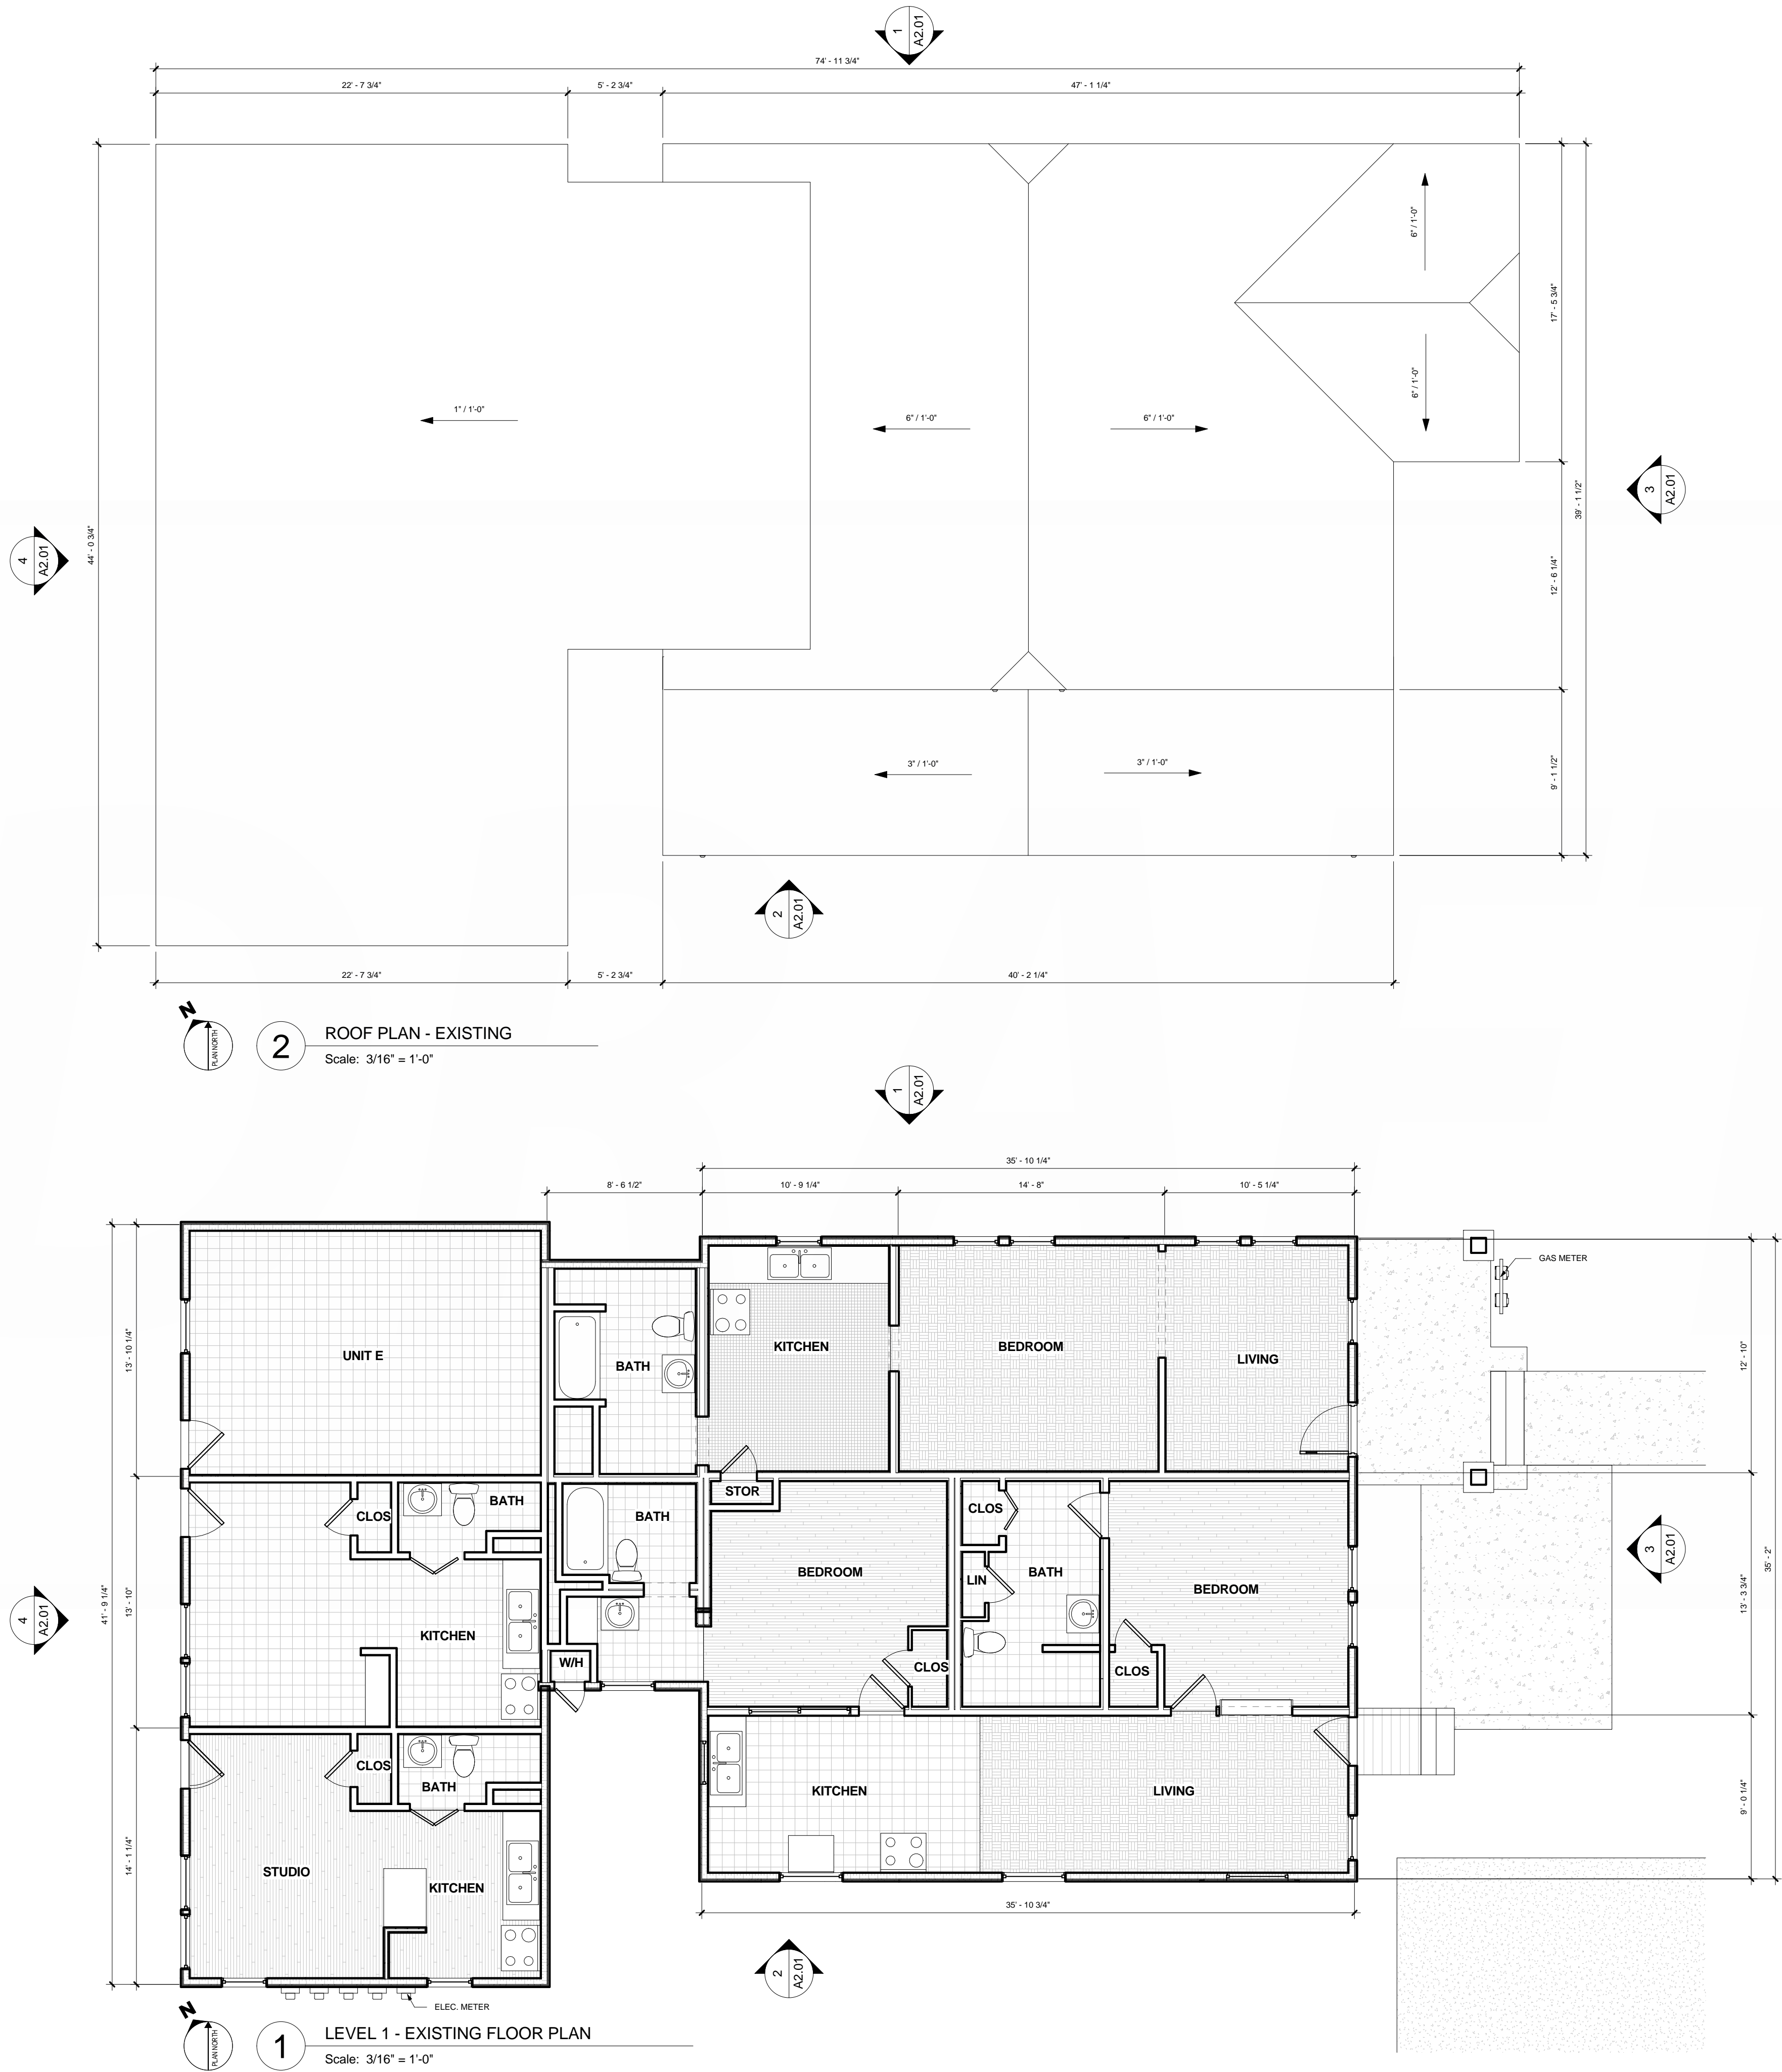 1
A2.01
74' - 11 3/4"
22' - 7 3/4"
5' - 2 3/4"
47' - 1 1/4"
6" / 1'-0"
17' - 5 3/4"
6" / 1'-0"
1" / 1'-0"
6" / 1'-0"
6" / 1'-0"
3
A2.01
39' - 1 1/2"
4
A2.01
44' - 0 3/4"
12' - 6 1/4"
3" / 1'-0"
3" / 1'-0"
9' - 1 1/2"
2
A2.01
22' - 7 3/4"
5' - 2 3/4"
40' - 2 1/4"
N
PLAN NORTH
2
ROOF PLAN - EXISTING
Scale: 3/16" = 1'-0"
1
A2.01
35' - 10 1/4"
8' - 6 1/2"
10' - 9 1/4"
14' - 8"
10' - 5 1/4"
GAS METER
13' - 10 1/4"
UNIT E
BATH
KITCHEN
BEDROOM
LIVING
12' - 10"
STOR
CLOS
BATH
BATH
CLOS
3
A2.01
35' - 2"
BEDROOM
LIN
BATH
BEDROOM
13' - 3 3/4"
4
A2.01
41' - 9 1/4"
13' - 10"
KITCHEN
W/H
CLOS
CLOS
CLOS
BATH
KITCHEN
LIVING
9' - 0 1/4"
14' - 1 1/4"
STUDIO
KITCHEN
35' - 10 3/4"
2
A2.01
ELEC. METER
N
PLAN NORTH
1
LEVEL 1 - EXISTING FLOOR PLAN
Scale: 3/16" = 1'-0"